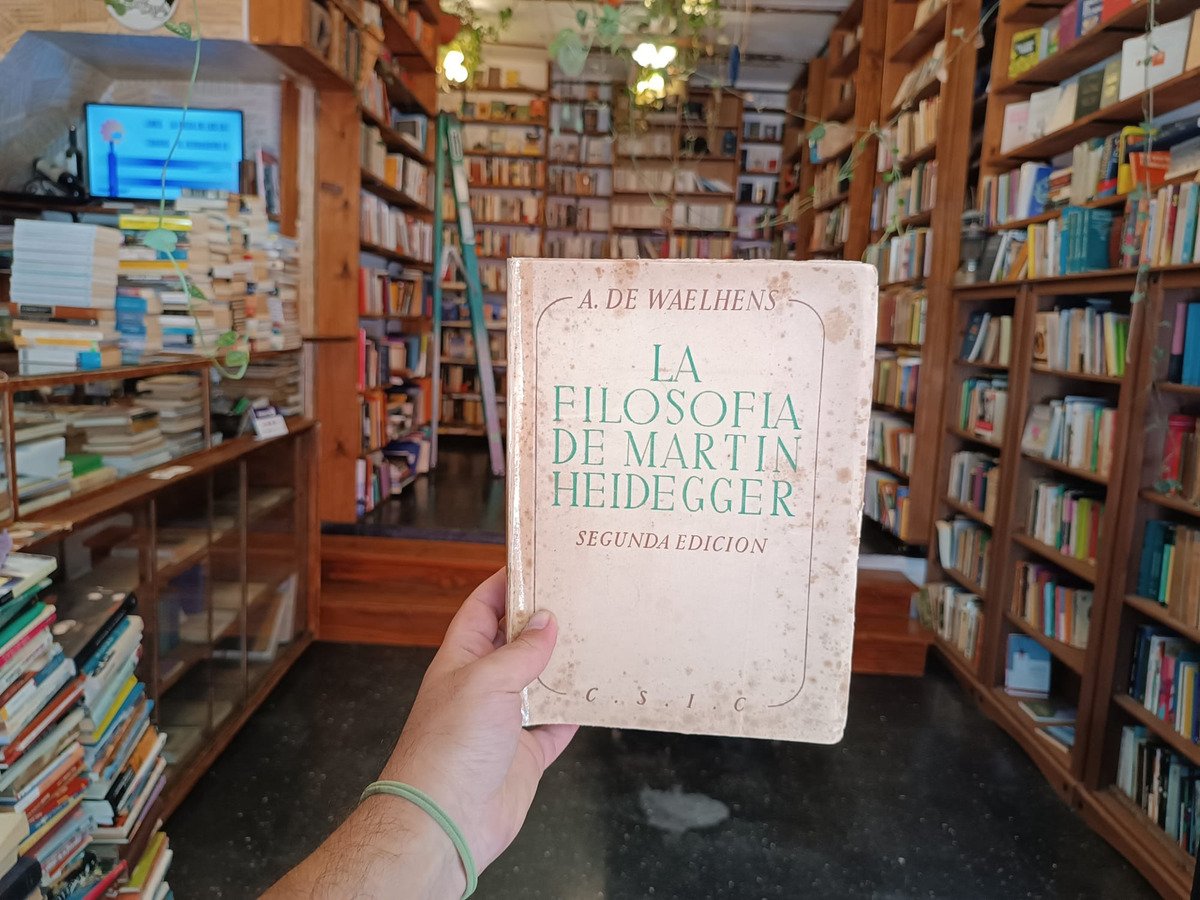 A. DE WAELHENS
LA
FILOSOFIA
DE MARTIN
HEIDEGGER
SEGUNDA EDICION
C. S. I. C